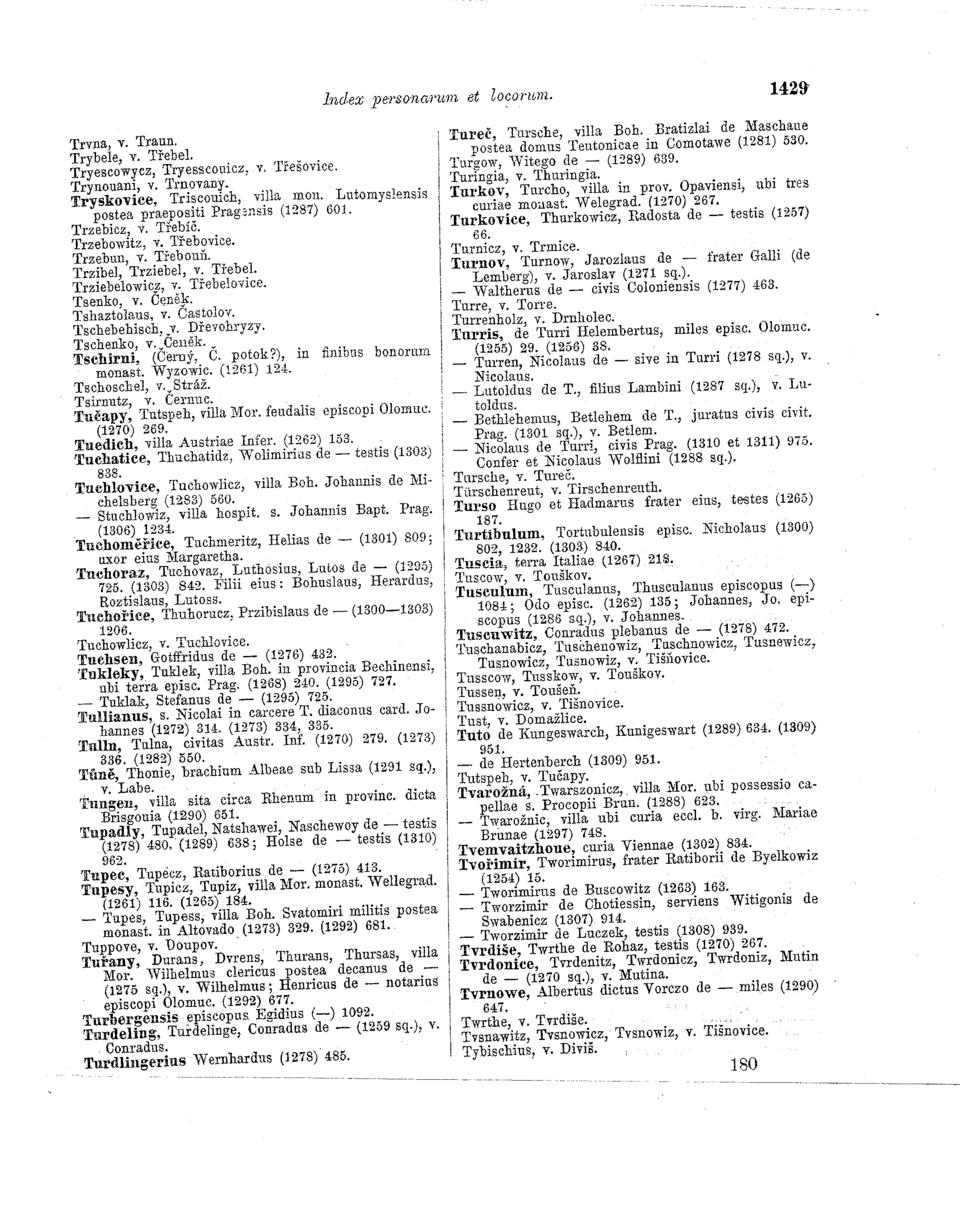 Index personarum et locorum.
1429
Trvna, v. Traun.
Trybele, v. Třebel.
Tryescowycz, Tryesscouicz, v. Třešovice.
Trynouani, v. Trnovany.
Tryskovice, Triscouich, villa mon. Lutomyslensis
postea praepositi Pragensis (1287) 601.
Trzebicz, v. Třebíč.
Trzebowitz, v. Třebovice.
Trzebun, v. Třebouň.
Trzibel, Trziebel, v. Třebel.
Trziebelowicz, v. Třebelovice.
Tsenko, v. Čeněk.
Tshaztolaus, v. Častolov.
Tschebehisch, v. Dřevohryzy.
Tschenko, v. Čeněk.
Tschirni, (Černý, Č. potok?), in finibus bonorum
monast. Wyzowic. (1261) 124.
Tschoschel, v. Stráž.
Tsirnutz, v. Černuc.
Tučapy, Tutspeh, villa Mor. feudalis episcopi Olomuc.
(1270) 269.
Tuedich, villa Austriae Infer. (1262) 153.
Tuchatice, Thuchatidz, Wolimirius de — testis (1303)
838.
Tuchlovice, Tuchowlicz, villa Boh. Johannis de Mi-
chelsberg (1283) 560.
— Stuchlowiz, villa hospit. s. Johannis Bapt. Prag.
(1306) 1234.
Tuchoměřice, Tuchmeritz, Helias de — (1301) 809;
uxor eius Margaretha.
Tuchoraz, Tuchovaz, Luthosius, Lutos de — (1295)
725. (1303) 842. Filii eius: Bohuslaus, Herardus,
Roztislaus, Lutoss.
Tuchořice, Thuhorucz, Przibislaus de — (1300—1303)
1206.
Tuchowlicz, v. Tuchlovice.
Tuchsen, Gotffridus de — (1276) 432.
Tukleky, Tuklek, villa Boh. in provincia Bechinensi,
ubi terra episc. Prag. (1268) 240. (1295) 727.
— Tuklak, Stefanus de — (1295) 725.
Tullianus, s. Nicolai in carcere T. diaconus card. Jo-
hannes (1272) 314. (1273) 334, 335.
Tulln, Tulna, civitas Austr. Inf. (1270) 279. (1273)
336. (1282) 550.
Tůně, Thonie, brachium Albeae sub Lissa (1291 sq.),
v. Labe.
Tungen, villa sita circa Rhenum in provinc. dicta
Brisgouia (1290) 651.
Tupadly, Tupadel, Natshawei, Naschewoy de — testis
(1278) 480. (1289) 638; Holse de — testis (1310)
962.
Tupec, Tupecz, Ratiborius de — (1275) 413.
Tupesy, Tupicz, Tupiz, villa Mor. monast. Wellegrad.
(1261) 116. (1265) 184.
— Tupes, Tupess, villa Boh. Svatomiri militis postea
monast. in Altovado (1273) 329. (1292) 681.
Tuppove, v. Doupov.
Tuřany, Durans, Dvrens, Thurans, Thursas, villa
Mor. Wilhelmus clericus postea decanus de —
(1275 sq.), v. Wilhelmus; Henricus de — notarius
episcopi Olomuc. (1292) 677.
Turbergensis episcopus Egidius (—) 1092.
Turdeling, Turdelinge, Conradus de — (1259 sq.), v.
Conradus.
Turdlingerius Wernhardus (1278) 485.
Tureč, Tursche, villa Boh. Bratizlai de Maschaue
postea domus Teutonicae in Comotawe (1281) 530.
Turgow, Witego de — (1289) 639.
Turingia, v. Thuringia.
Turkov, Turcho, villa in prov. Opaviensi, ubi tres
curiae monast. Welegrad. (1270) 267.
Turkovice, Thurkowicz, Radosta de — testis (1257)
66.
Turnicz, v. Trmice.
Turnov, Turnow, Jarozlaus de — frater Galli (de
Lemberg), v. Jaroslav (1271 sq.).
— Waltherus de — civis Coloniensis (1277) 463.
Turre, v. Torre.
Turrenholz, v. Drnholec.
Turris, de Turri Helembertus, miles episc. Olomuc.
(1255) 29. (1256) 38.
— Turren, Nicolaus de — sive in Turri (1278 sq.), v.
Nicolaus.
— Lutoldus de T., filius Lambini (1287 sq.), v. Lu-
toldus.
— Bethlehemus, Betlehem de T., juratus civis civit.
Prag. (1301 sq.), v. Betlem.
— Nicolaus de Turri, civis Prag. (1310 et 1311) 975.
Confer et Nicolaus Wolflini (1288 sq.).
Tursche, v. Tureč.
Türschenreut, v. Tirschenreuth.
Turso Hugo et Hadmarus frater eius, testes (1265)
187.
Turtibulum, Tortubulensis episc. Nicholaus (1300)
802, 1232. (1303) 840.
Tuscia, terra Italiae (1267) 218.
Tuscow, v. Touškov.
Tusculum, Tusculanus, Thusculanus episcopus (—)
1084; Odo episc. (1262) 135; Johannes, Jo. epi-
scopus (1286 sq.), v. Johannes.
Tuscuwitz, Conradus plebanus de — (1278) 472.
Tuschanabicz, Tuschenowiz, Tuschnowicz, Tusnewicz,
Tusnowicz, Tusnowiz, v. Tišňovice.
Tusscow, Tusskow, v. Touškov.
Tussen, v. Toušeň.
Tussnowicz, v. Tišnovice.
Tust, v. Domažlice.
Tuto de Kungeswarch, Kunigeswart (1289) 634. (1309)
951.
— de Hertenberch (1309) 951.
Tutspeh, v. Tučapy.
Tvarožná, Twarszonicz, villa Mor. ubi possessio ca-
pellae s. Procopii Brun. (1288) 623.
— Twarožnic, villa ubi curia eccl. b. virg. Mariae
Brunae (1297) 748.
Tvemvaitzhoue, curia Viennae (1302) 834.
Tvořimír, Tworimirus, frater Ratiborii de Byelkowiz
(1254) 15.
— Tworimirus de Buscowitz (1263) 163.
— Tworzimir de Chotiessin, serviens Witigonis de
Swabenicz (1307) 914.
— Tworzimir de Luczek, testis (1308) 939.
Tvrdiše, Twrthe de Rohaz, testis (1270) 267.
Tvrdonice, Tvrdenitz, Twrdonicz, Twrdoniz, Mutin
de — (1270 sq.), v. Mutina.
Tvrnowe, Albertus dictus Vorczo de — miles (1290)
647.
Twrthe, v. Tvrdiše.
Tvsnawitz, Tvsnowicz, Tvsnowiz, v. Tišnovice.
Tybischius, v. Diviš.
180